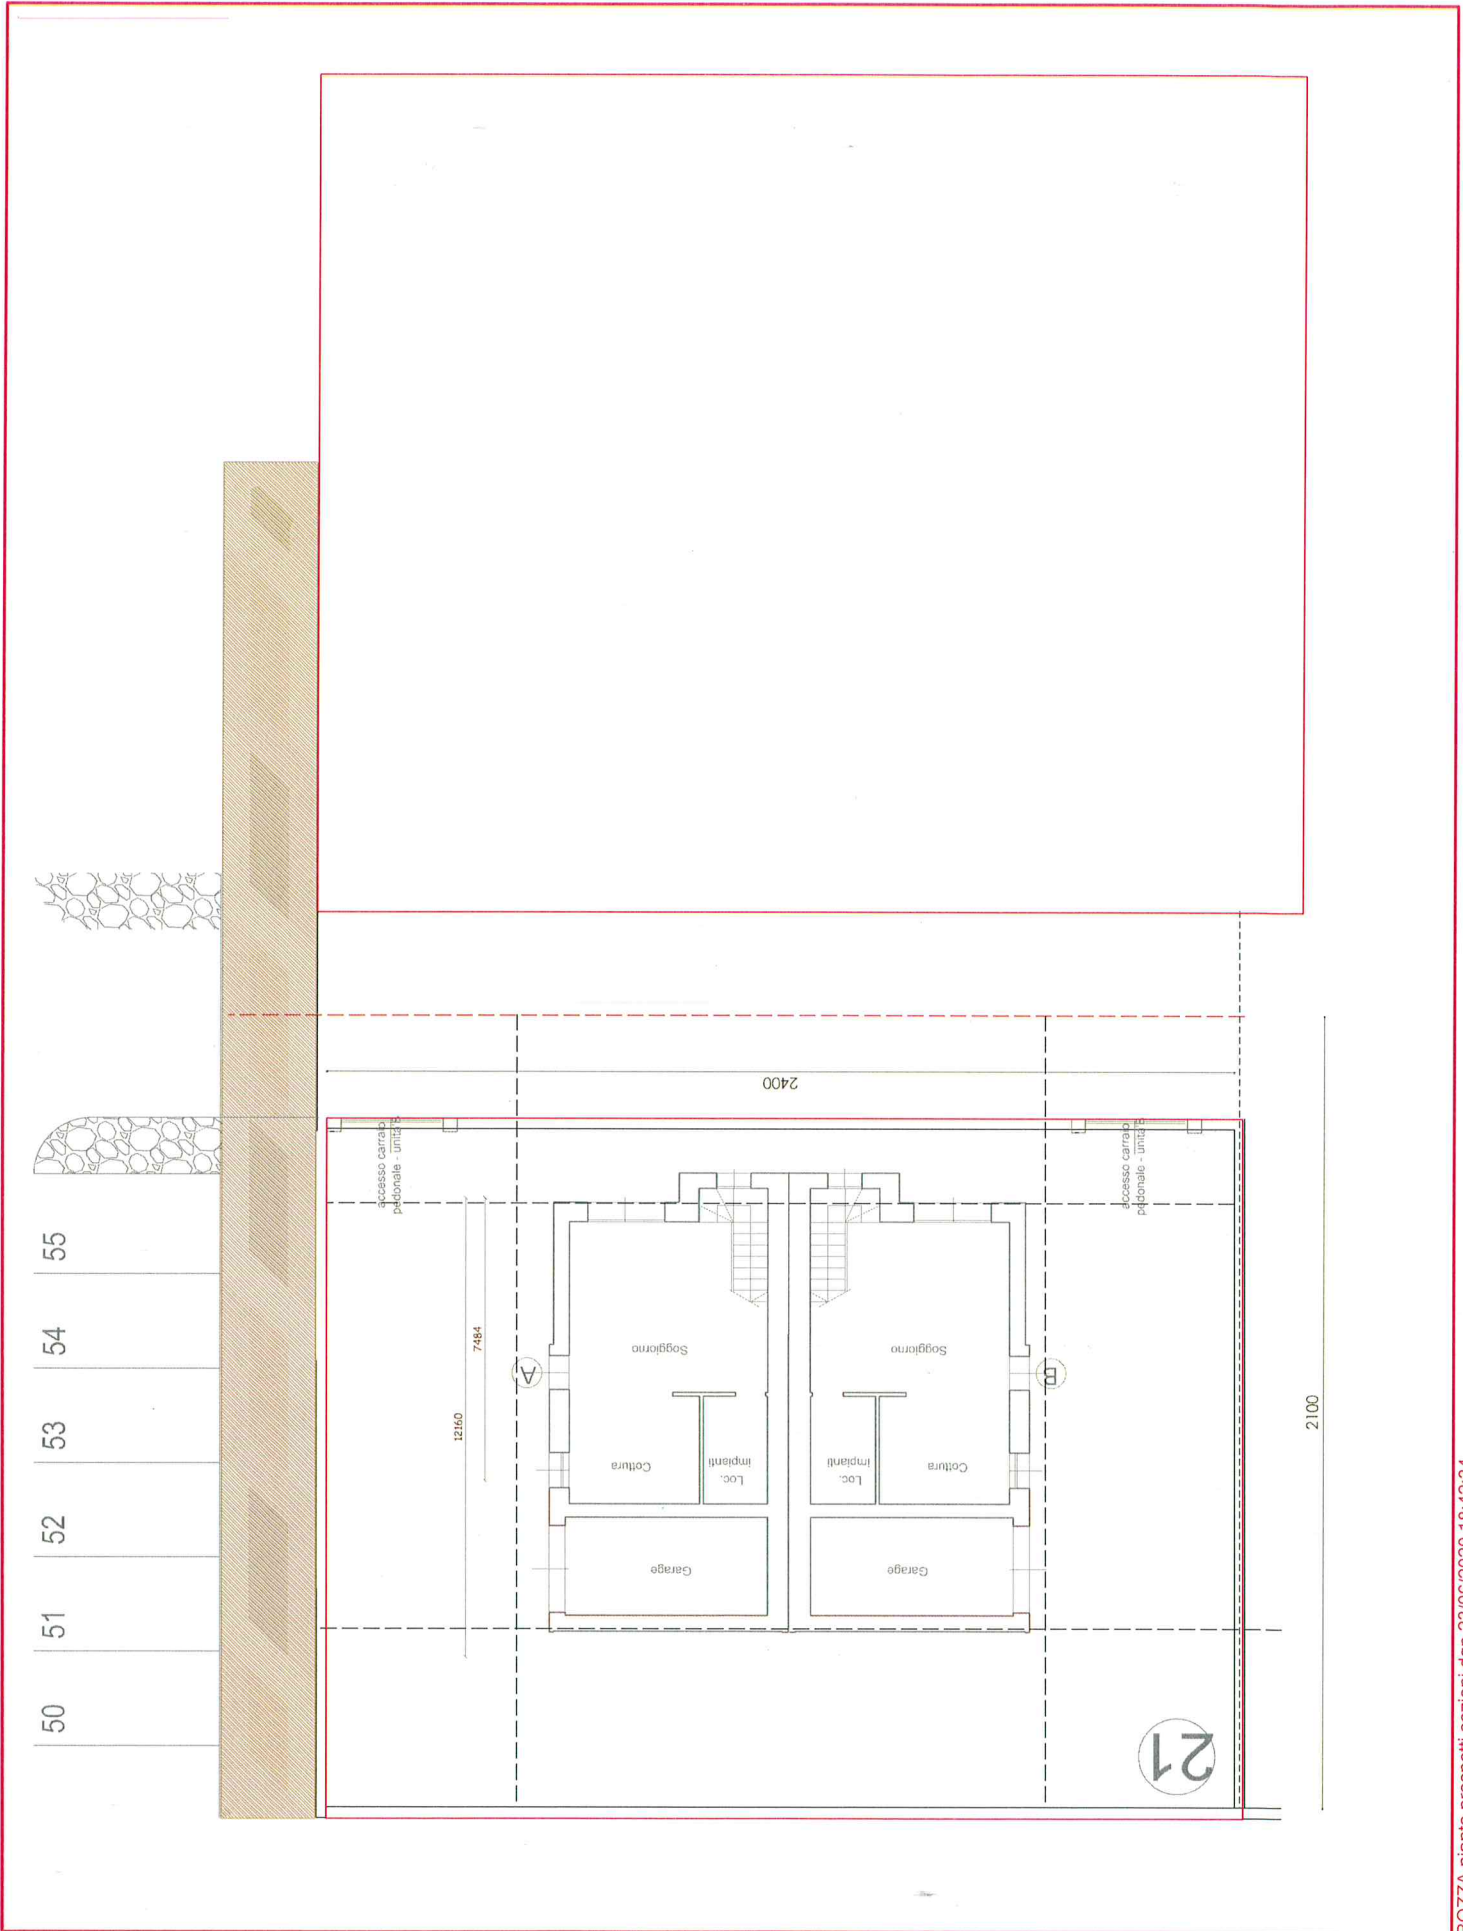 55
54
53
52
51
50
accesso carraio
pedonale - unità
accesso carraio
pedonale - unità
2400
7484
12160
2100
A
B
Soggiorno
Soggiorno
Cottura
Loc.
impianti
Loc.
impianti
Cottura
Garage
Garage
21